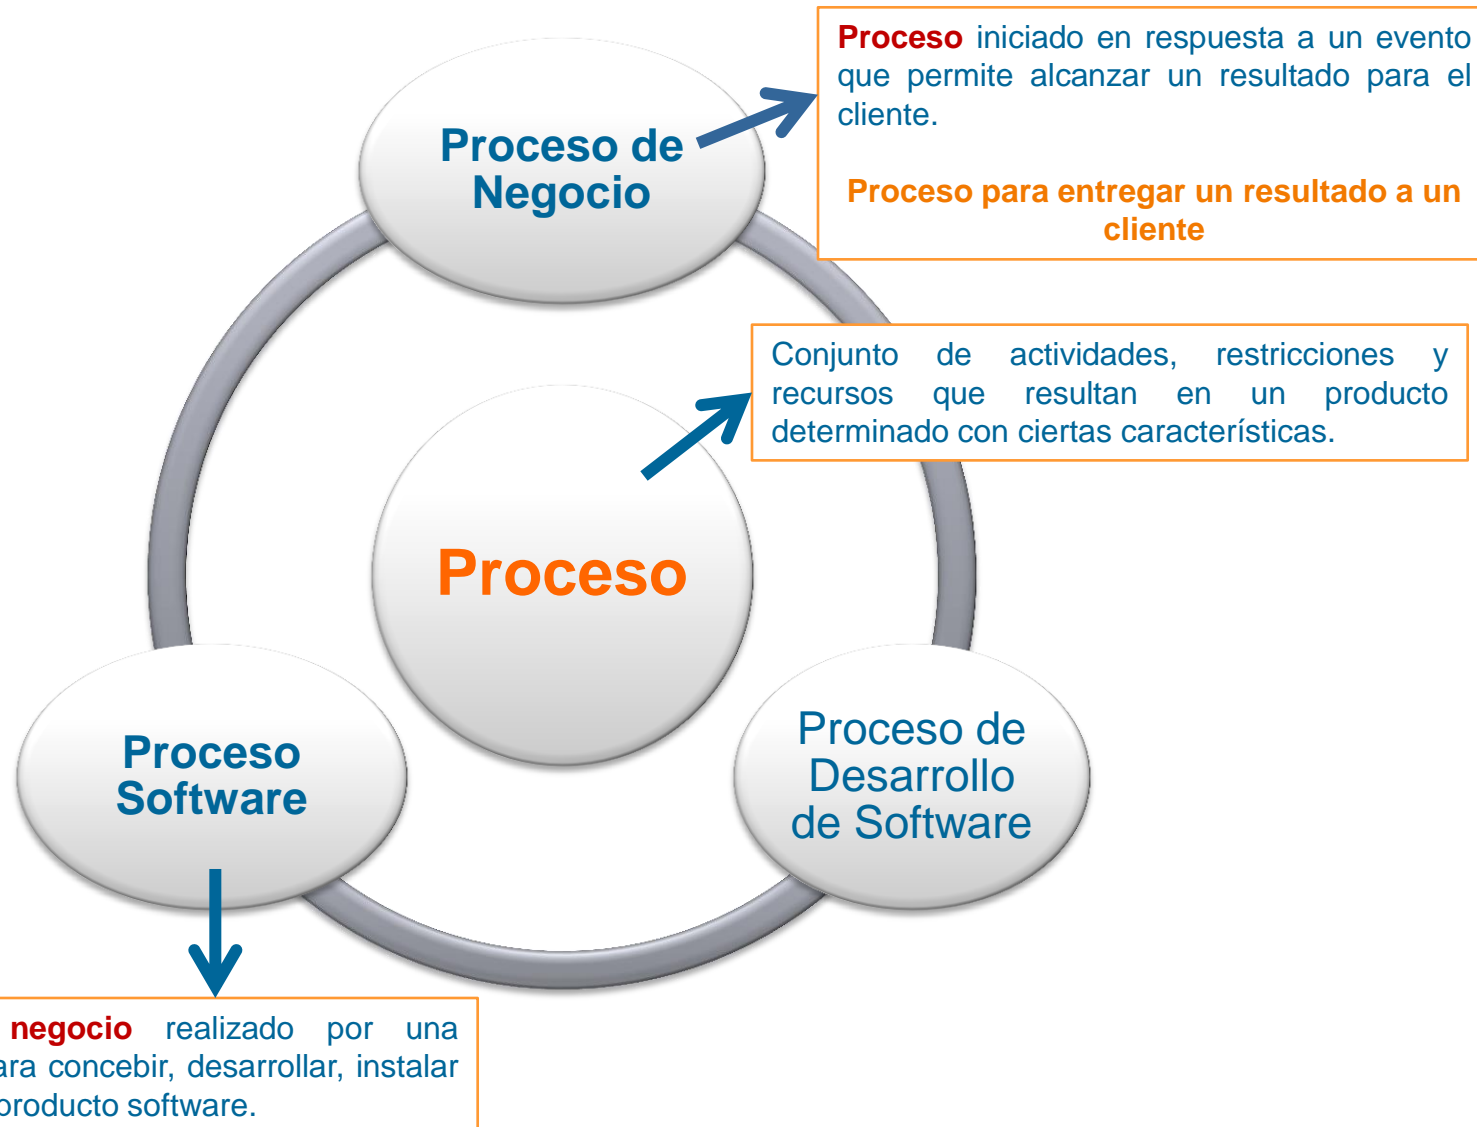 Proceso iniciado en respuesta a un evento
que permite alcanzar un resultado para el
cliente.
Proceso para entregar un resultado a un
cliente
Proceso de
Negocio
Conjunto de actividades, restricciones y
recursos que resultan en un producto
determinado con ciertas características.
Proceso
Proceso
Software
Proceso de
Desarrollo
de Software
negocio realizado por una
concebir, desarrollar, instalar
producto software.